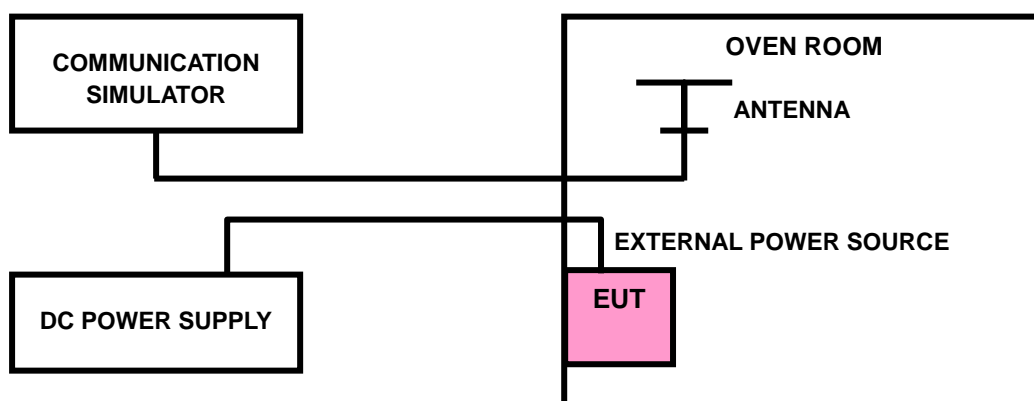 COMMUNICATION
SIMULATOR
OVEN ROOM
ANTENNA
EXTERNAL POWER SOURCE
EUT
DC POWER SUPPLY